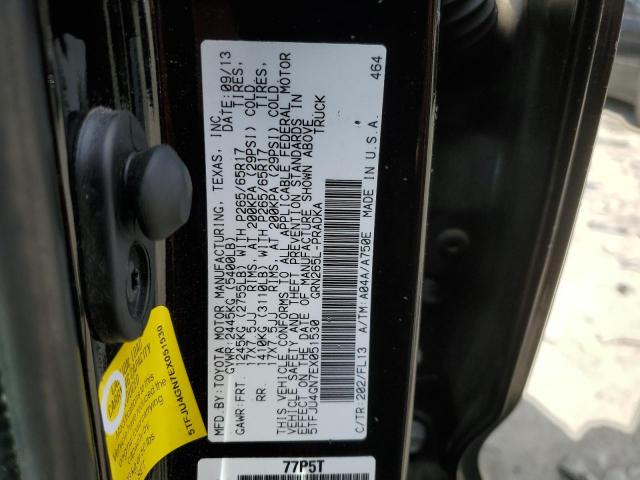 MFD.BY: TOYOTA MOTOR MANUFACTURING, TEXAS, INC. DATE: 09/13
GVWR: 2445KG (5400LB)
GAWR FRT. 1245KG (2755LB) WITH P265/65R17 TIRES,
17X7.5JJ RIMS, AT 200KPA (29PSI) COLD
RR. 1410KG (3110LB) WITH P265/65R17 TIRES,
17X7.5JJ RIMS, AT 200KPA (29PSI) COLD
THIS VEHICLE CONFORMS TO ALL APPLICABLE FEDERAL MOTOR
VEHICLE SAFETY AND THEFT PREVENTION STANDARDS IN
EFFECT ON THE DATE OF MANUFACTURE SHOWN ABOVE.
5TFJU4GN7EX051530 GRN265L-PRADKA TRUCK
C/TR: 202/FL13 A/TM: A04A/A750E MADE IN U.S.A. 464
77P5T
5TFJU4GN7EX051530